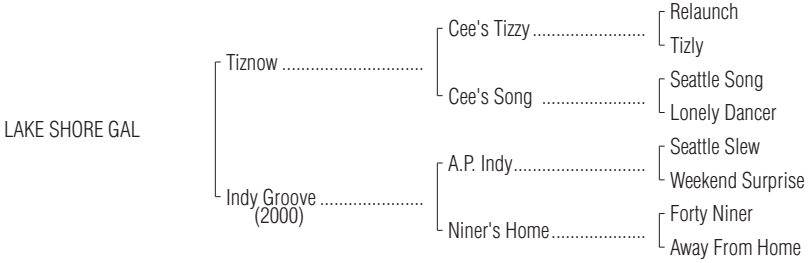 Relaunch
Cee's Tizzy........................
Tizly
Tiznow .............................
Seattle Song
Cee's Song ......................
Lonely Dancer
LAKE SHORE GAL
Seattle Slew
A.P. Indy............................
Weekend Surprise
Indy Groove ......................
(2000)
Forty Niner
Niner's Home....................
Away From Home